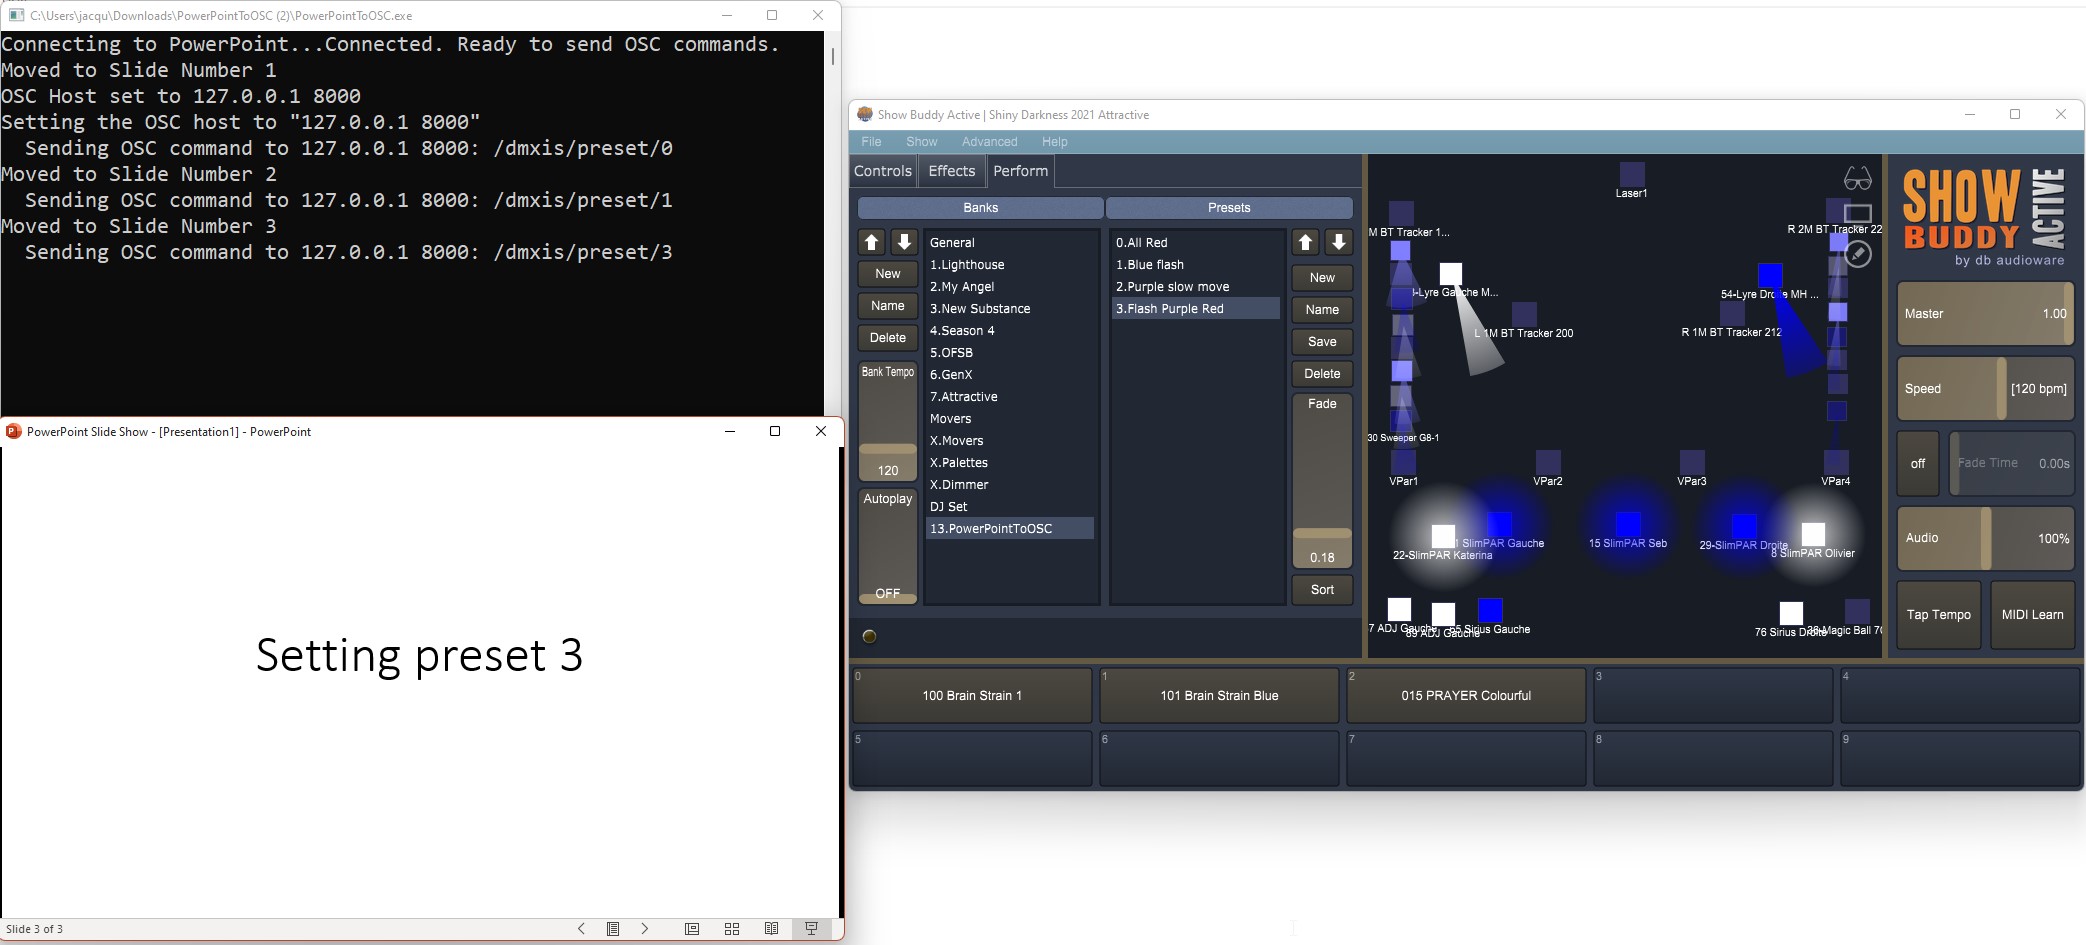 C:\Users\jacqu\Downloads\PowerPointToOSC (2)\PowerPointToOSC.exe
Connecting to PowerPoint...Connected. Ready to send OSC commands.
Moved to Slide Number 1
OSC Host set to 127.0.0.1 8000
Setting the OSC host to "127.0.0.1 8000"
Sending OSC command to 127.0.0.1 8000: /dmxis/preset/0
Moved to Slide Number 2
Sending OSC command to 127.0.0.1 8000: /dmxis/preset/1
Moved to Slide Number 3
Sending OSC command to 127.0.0.1 8000: /dmxis/preset/3
PowerPoint Slide Show - [Presentation1] - PowerPoint
Setting preset 3
Slide 3 of 3
Show Buddy Active | Shiny Darkness 2021 Attractive
File Show Advanced Help
Controls Effects Perform
Banks
New
Name
Delete
Bank Tempo
120
Autoplay
OFF
General
1.Lighthouse
2.My Angel
3.New Substance
4.Season 4
5.OFSB
6.GenX
7.Attractive
Movers
X.Movers
X.Palettes
X.Dimmer
DJ Set
13.PowerPointToOSC
Presets
0.All Red
1.Blue flash
2.Purple slow move
3.Flash Purple Red
New
Name
Save
Delete
Fade
0.18
Sort
Laser1
M BT Tracker 1...
R 2M BT Tracker 22
-Lyre Gauche M...
54-Lyre Droite MH ...
L 1M BT Tracker 200
R 1M BT Tracker 212
30 Sweeper G8-1
VPar1
VPar2
VPar3
VPar4
22-SlimPAR Katerina
1 SlimPAR Gauche
15 SlimPAR Seb
29-SlimPAR Droite
8 SlimPAR Olivier
7 ADJ Gauche
ADJ Gauche
Sirius Gauche
76 Sirius Droite
Magic Ball
SHOW
BUDDY
ACTIVE
by db audioware
Master 1.00
Speed [120 bpm]
off Fade Time 0.00s
Audio 100%
Tap Tempo MIDI Learn
0 100 Brain Strain 1
1 101 Brain Strain Blue
2 015 PRAYER Colourful
3
4
5
6
7
8
9